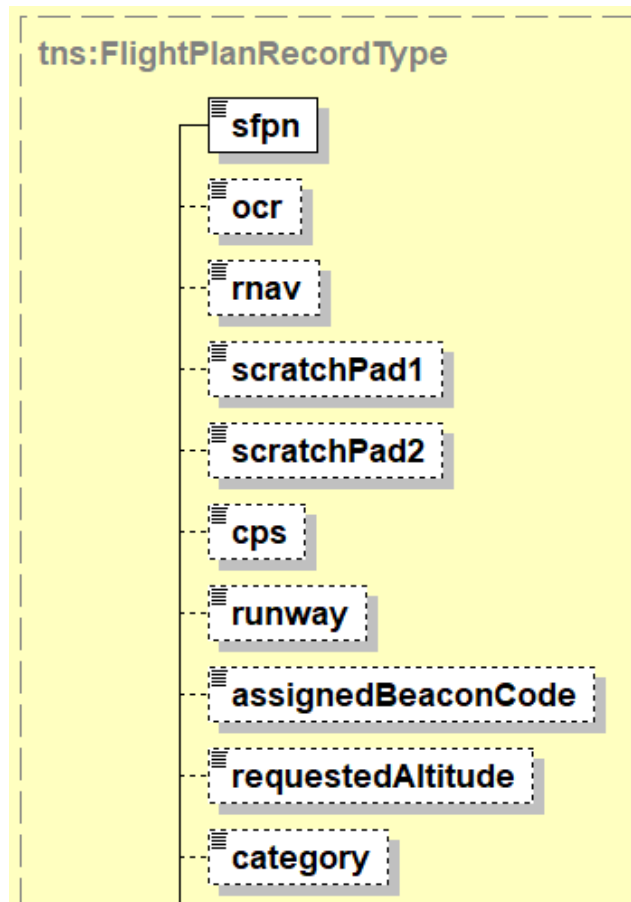 tns:FlightPlanRecordType
sfpn
ocr
rnav
scratchPad1
scratchPad2
cps
runway
assignedBeaconCode
requestedAltitude
category